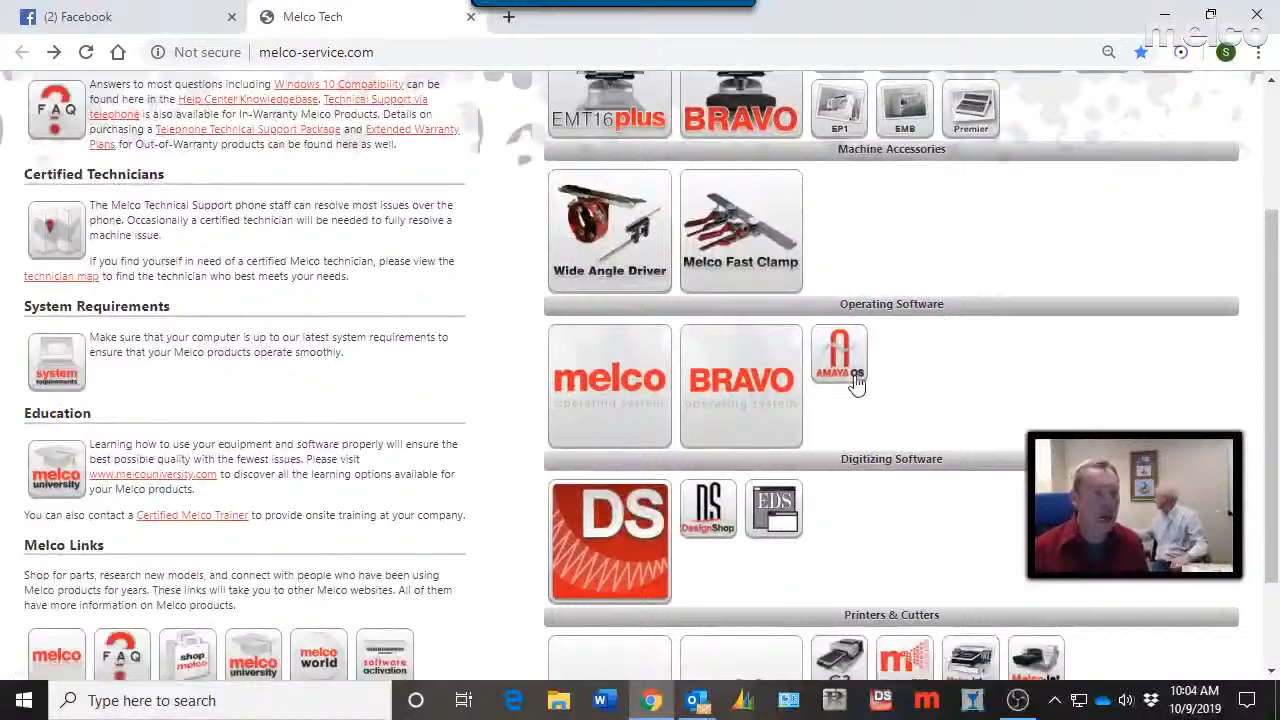 (2) Facebook
Melco Tech
melco
Not secure
melco-service.com
S
FAQ
Answers to most questions including Windows 10 Compatibility can be
found here in the Help Center/Knowledgebase. Technical Support via
telephone is also available for In-Warranty Melco Products. Details on
purchasing a Telephone Technical Support Package and Extended Warranty
Plans for Out-of-Warranty products can be found here as well.
Certified Technicians
The Melco Technical Support phone staff can resolve most issues over the
phone. Occasionally a certified technician will be needed to fully resolve a
machine issue.
If you find yourself in need of a certified Melco technician, please view the
technician map to find the technician who best meets your needs.
System Requirements
system
requirements
Make sure that your computer is up to our latest system requirements to
ensure that your Melco products operate smoothly.
Education
melco
university
Learning how to use your equipment and software properly will ensure the
best possible quality with the fewest issues. Please visit
www.melcouniversity.com to discover all the learning options available for
your Melco products.
You can also contact a Certified Melco Trainer to provide onsite training at your company.
Melco Links
Shop for parts, research new models, and connect with people who have been using
Melco products for years. These links will take you to other Melco websites. All of them
have more information on Melco products.
melco
FAQ
shop
melco
melco
university
melco
world
software
activation
EMT16plus
BRAVO
EP1
EMB
Premier
Machine Accessories
Wide Angle Driver
Melco Fast Clamp
Operating Software
melco
operating system
BRAVO
operating system
AMAYA OS
Digitizing Software
DS
DS
DesignShop
EDS
Printers & Cutters
G3
m
MelcoJet
Type here to search
W
DS
m
10:04 AM
10/9/2019